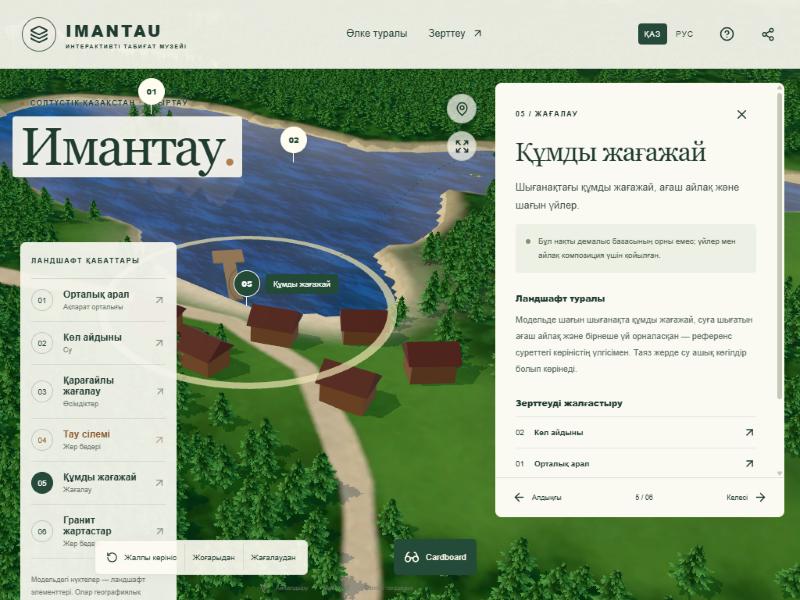 IMANTAU
ИНТЕРАКТИВТІ ТАБИҒАТ МУЗЕЙІ
Өлке туралы
Зерттеу
ҚАЗ
РУС
СОЛТҮСТІК ҚАЗАҚСТАН
Имантау.
01
02
05
Құмды жағажай
ЛАНДШАФТ ҚАБАТТАРЫ
01
Орталық арал
Ақпарат орталығы
02
Көл айдыны
Су
03
Қарағайлы
жағалау
Өсімдіктер
04
Тау сілемі
Жер бедері
05
Құмды жағажай
Жағалау
06
Гранит
жартастар
Жер беде
Модельдегі нүктелер — ландшафт
элементтері. Олар географиялық
Жалпы көрініс
Жоғарыдан
Жағалаудан
Cardboard
05 / ЖАҒАЛАУ
Құмды жағажай
Шығанақтағы құмды жағажай, ағаш айлақ және
шағын үйлер.
Бұл нақты демалыс базасының орны емес; үйлер мен
айлақ композиция үшін қойылған.
Ландшафт туралы
Модельде шағын шығанақта құмды жағажай, суға шығатын
ағаш айлақ және бірнеше үй орналасқан — референс
суреттегі көріністің үлгісімен. Таяз жерде су ашық көгілдір
болып көрінеді.
Зерттеуді жалғастыру
02 Көл айдыны
01 Орталық арал
Алдыңғы
5 / 06
Келесі